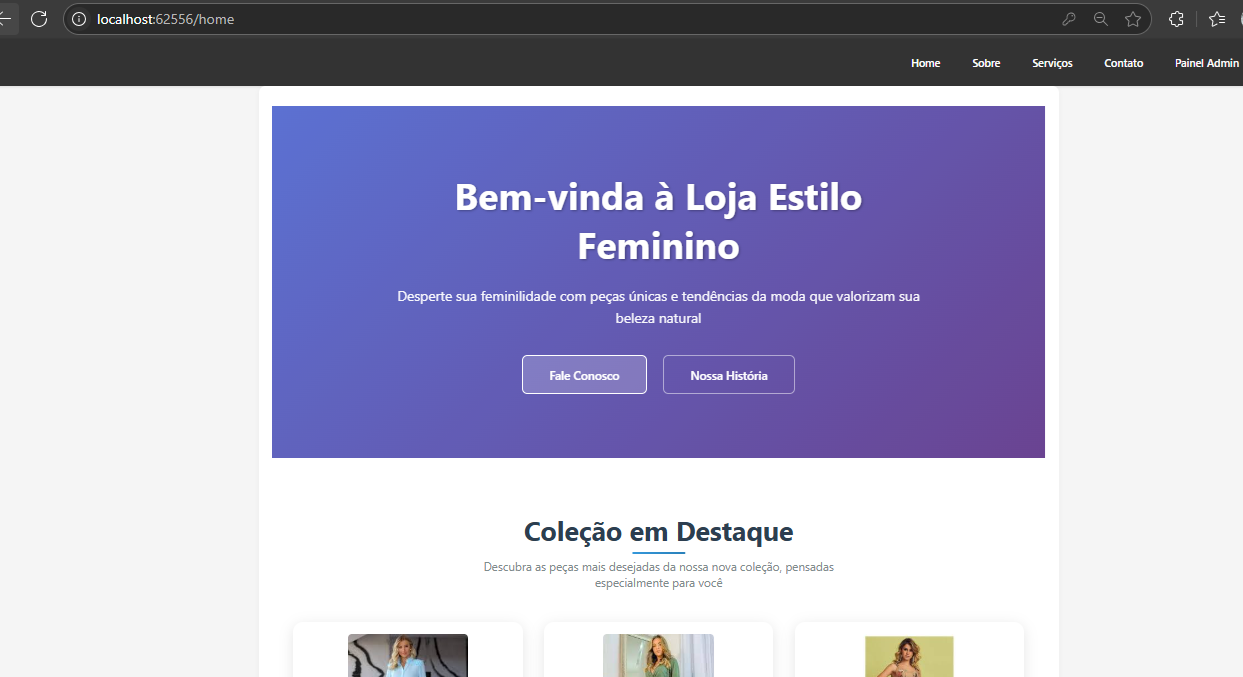 localhost:62556/home
Home Sobre Serviços Contato Painel Admin
Bem-vinda à Loja Estilo
Feminino
Desperte sua feminilidade com peças únicas e tendências da moda que valorizam sua
beleza natural
Fale Conosco Nossa História
Coleção em Destaque
Descubra as peças mais desejadas da nossa nova coleção, pensadas
especialmente para você